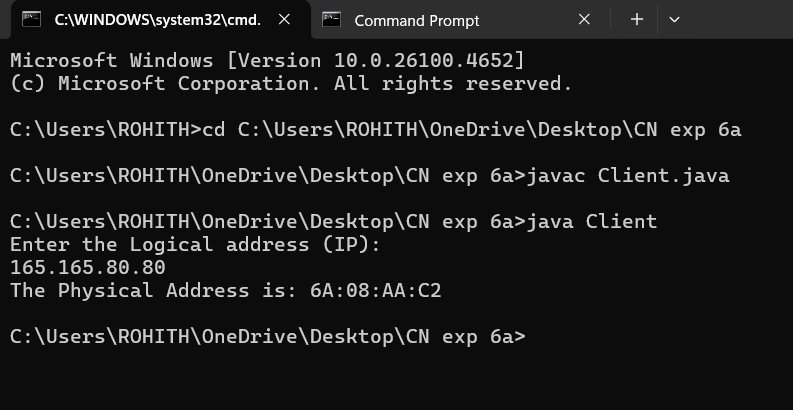 C:\WINDOWS\system32\cmd.
Command Prompt
Microsoft Windows [Version 10.0.26100.4652]
(c) Microsoft Corporation. All rights reserved.
C:\Users\ROHITH>cd C:\Users\ROHITH\OneDrive\Desktop\CN exp 6a
C:\Users\ROHITH\OneDrive\Desktop\CN exp 6a>javac Client.java
C:\Users\ROHITH\OneDrive\Desktop\CN exp 6a>java Client
Enter the Logical address (IP):
165.165.80.80
The Physical Address is: 6A:08:AA:C2
C:\Users\ROHITH\OneDrive\Desktop\CN exp 6a>